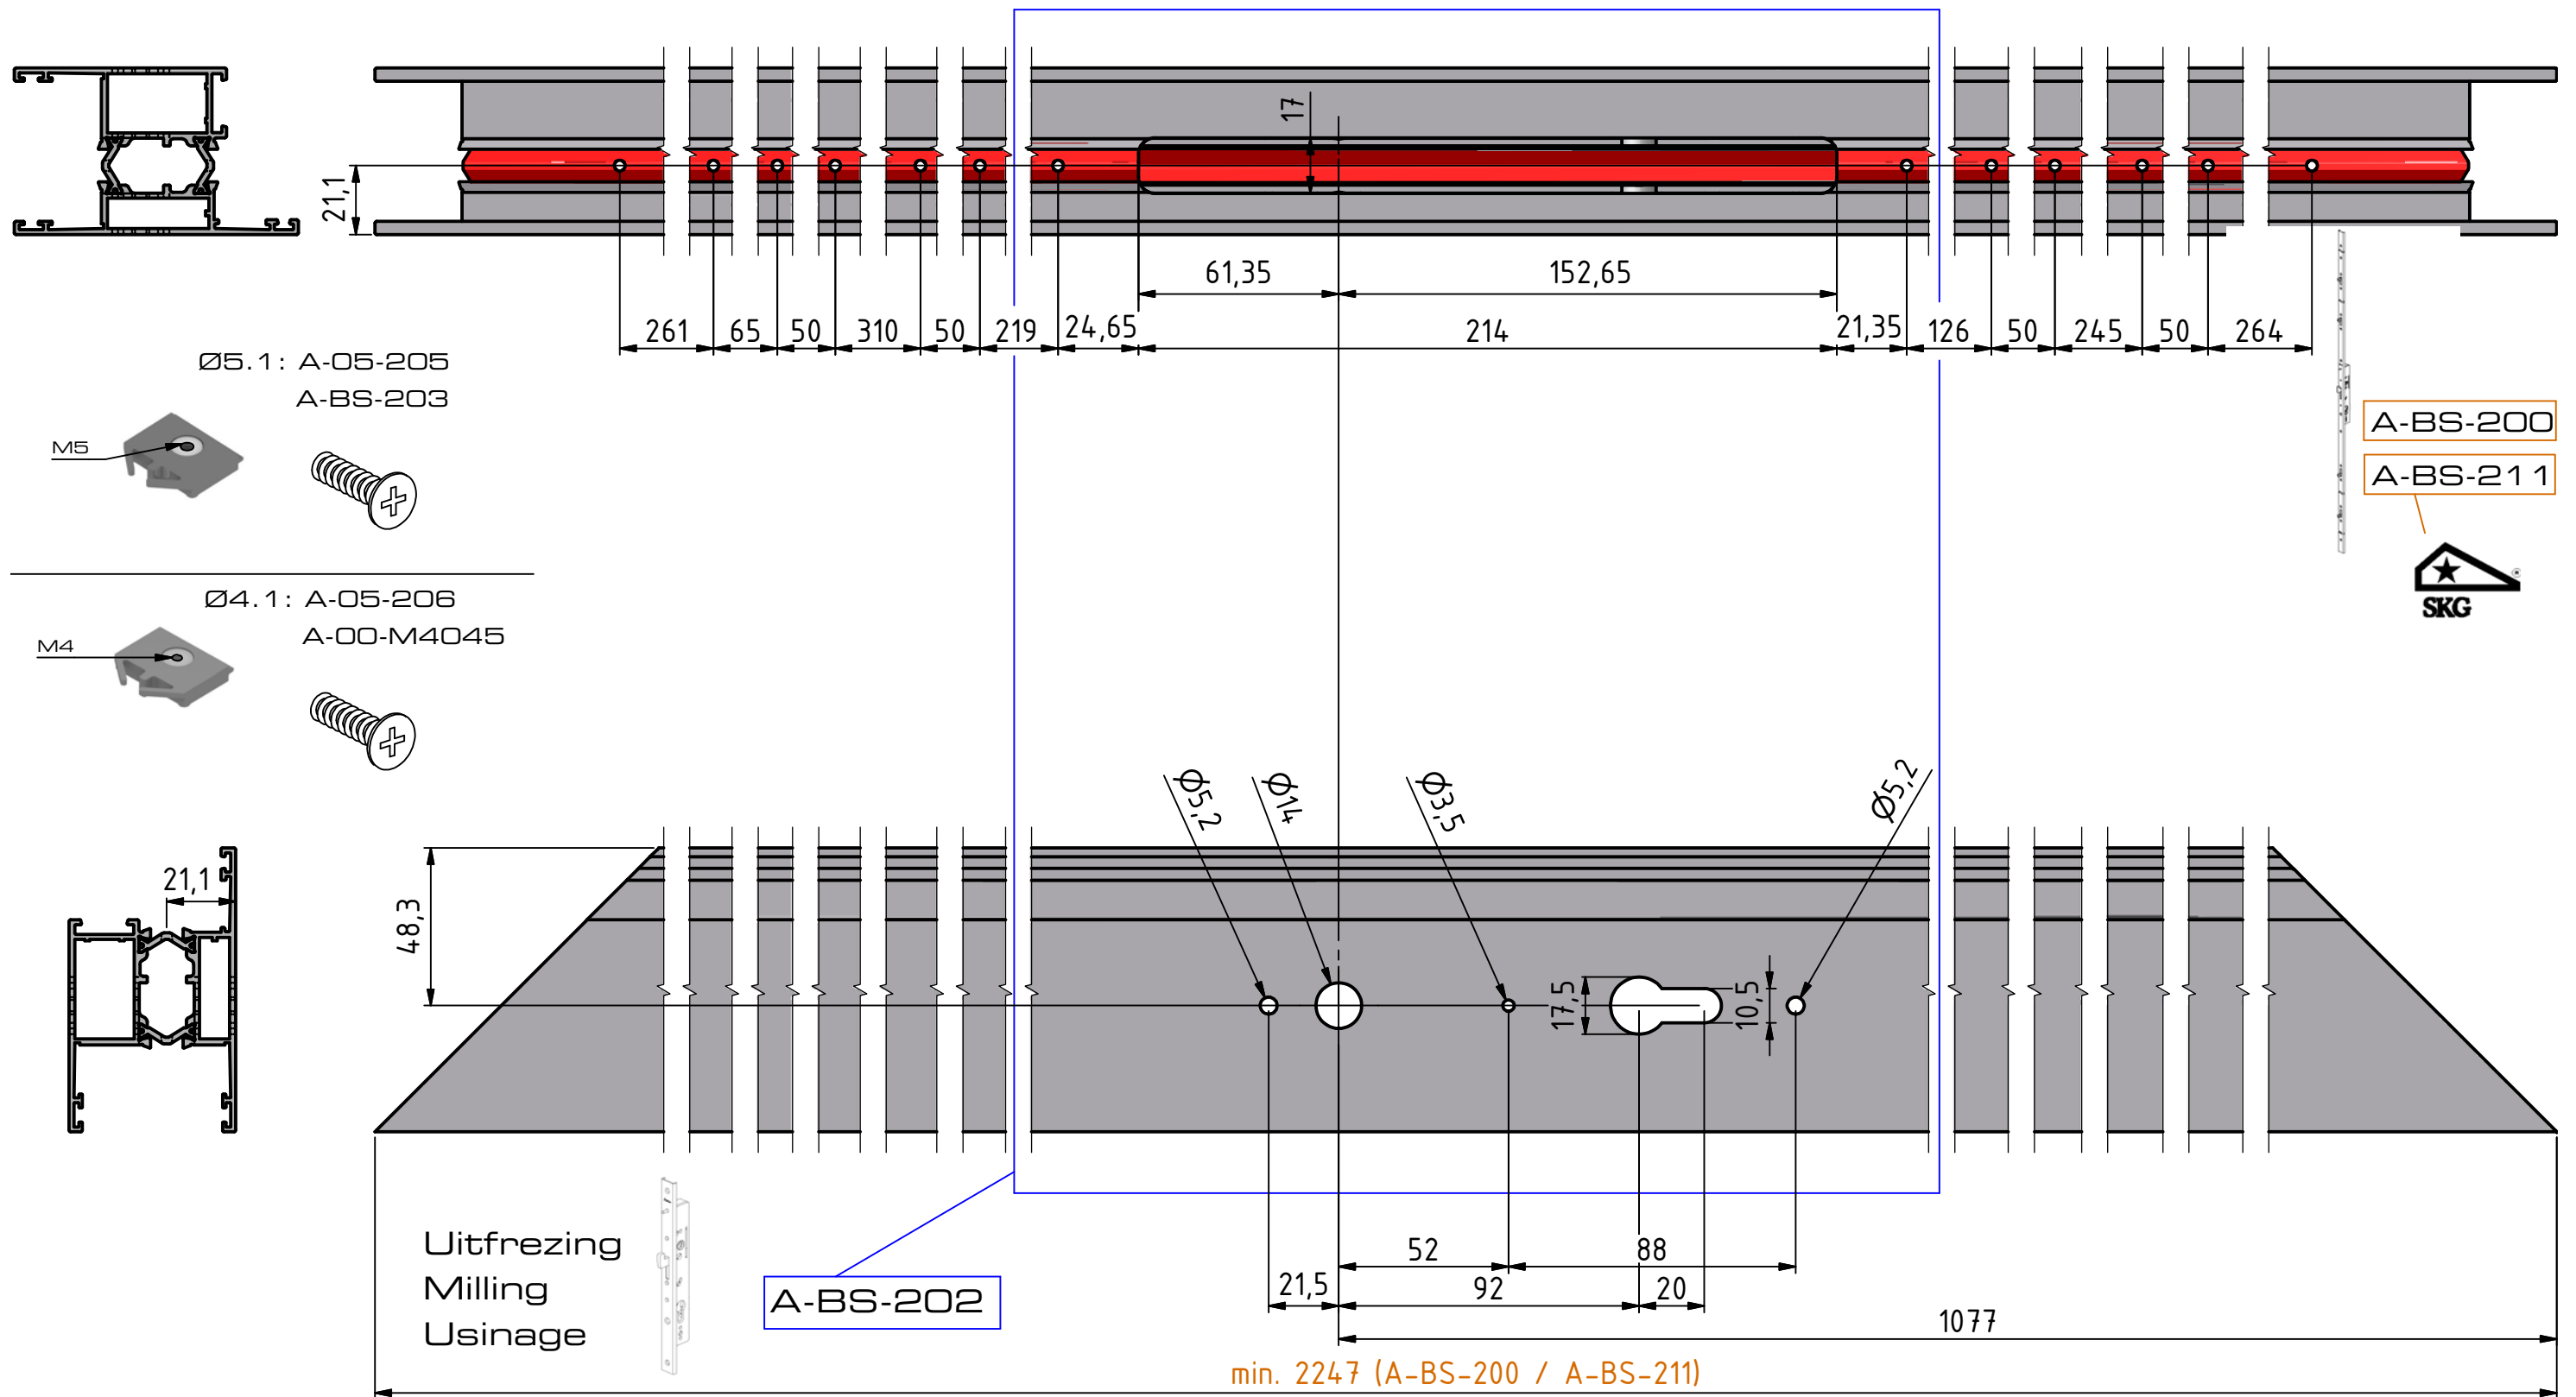 17
21,1
61,35
152,65
261
65
50
310
50
219
24,65
214
21,35
126
50
245
50
264
Ø5.1: A-05-205
A-BS-203
M5
A-BS-200
A-BS-211
SKG
Ø4.1: A-05-206
A-00-M4045
M4
Ø5,2
Ø14
Ø3,5
Ø5,2
21,1
48,3
17,5
10,5
Uitfrezing
Milling
Usinage
A-BS-202
52
88
21,5
92
20
1077
min. 2247 (A-BS-200 / A-BS-211)